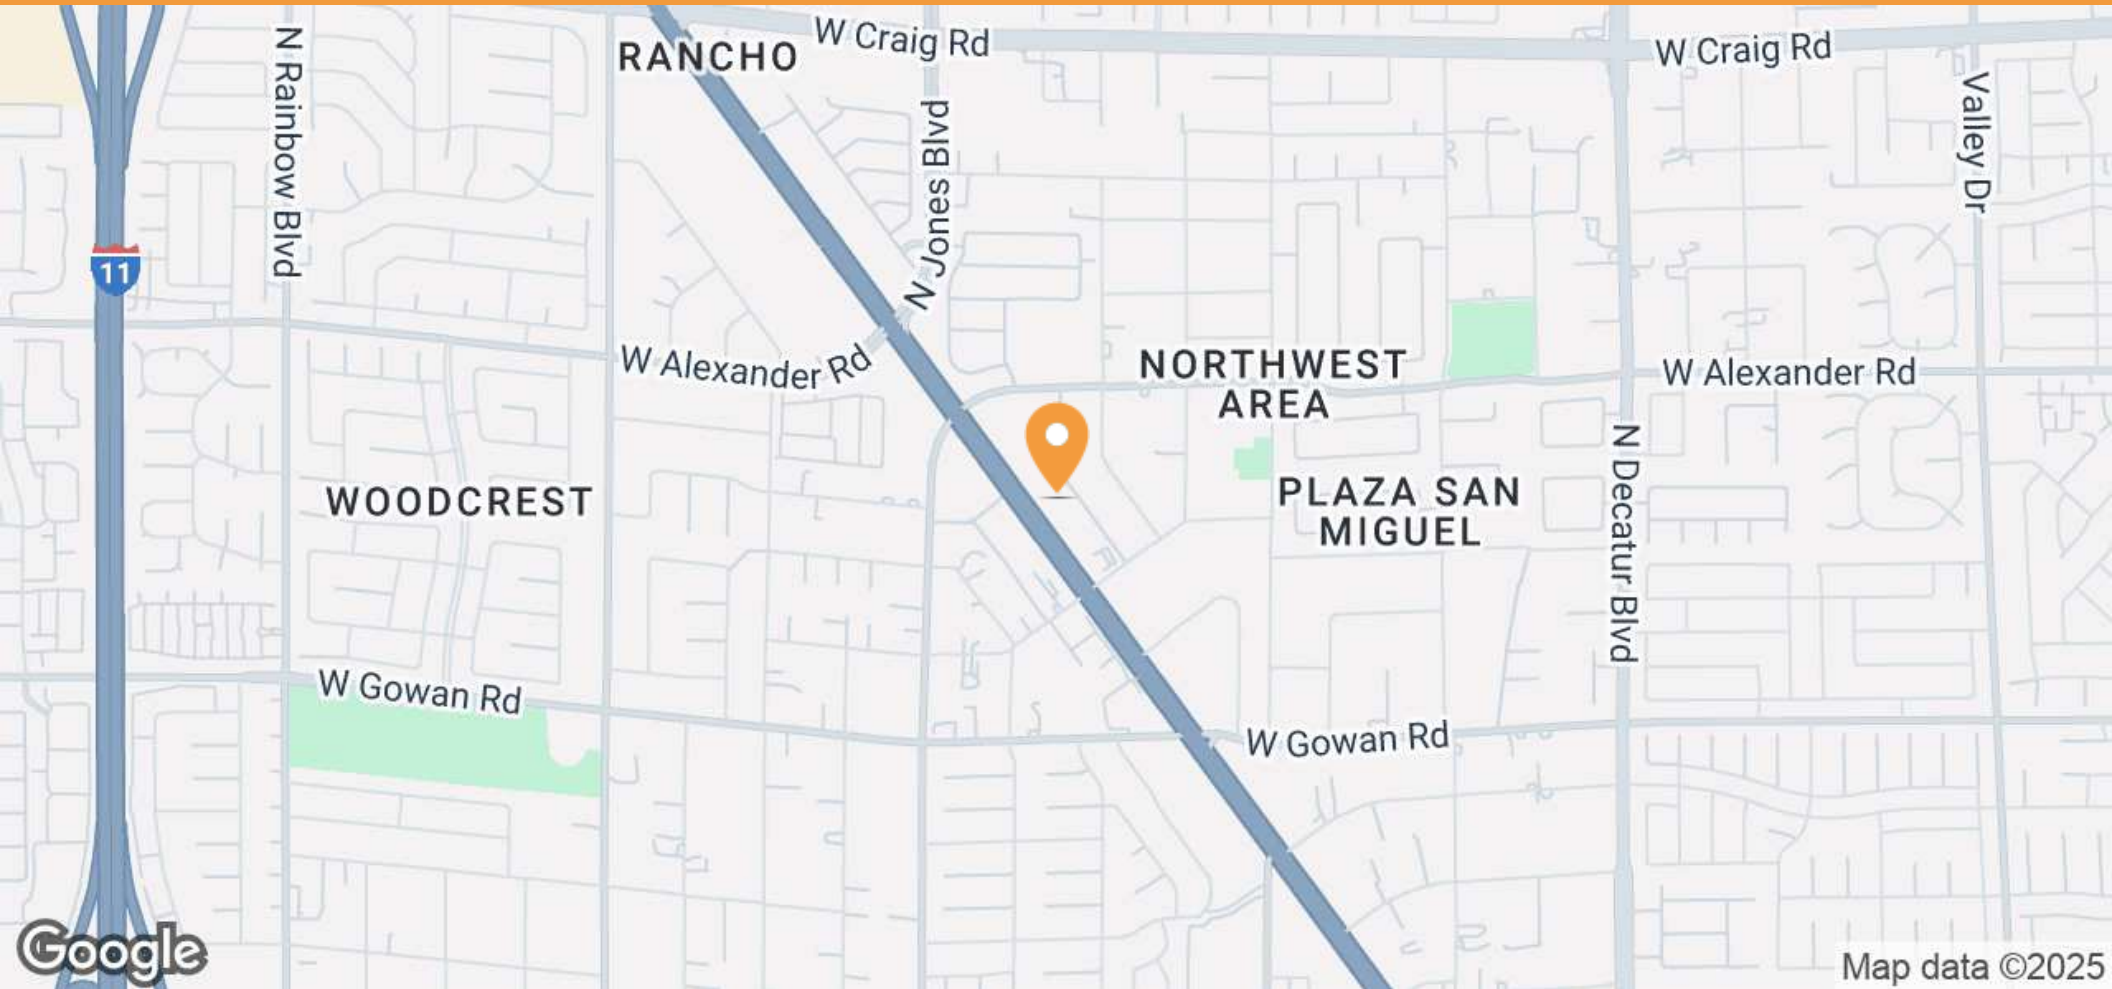 RANCHO
W Craig Rd
W Craig Rd
N Rainbow Blvd
N Jones Blvd
Valley Dr
11
W Alexander Rd
NORTHWEST
AREA
W Alexander Rd
WOODCREST
PLAZA SAN
MIGUEL
N Decatur Blvd
W Gowan Rd
W Gowan Rd
Google
Map data ©2025